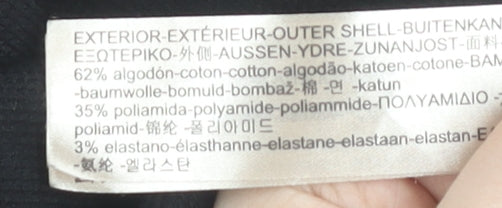 EXTERIOR-EXTÉRIEUR-OUTER SHELL-BUITENKAN
ΕΞΩΤΕΡΙΚΟ-外側-AUSSEN-YDRE-ZUNANJOST-面料
62% algodón-coton-cotton-algodão-katoen-cotone-BAM
-baumwolle-bomuld-bombaž-棉 -면 -katun
35% poliamida-polyamide-poliammide-ΠΟΛΥΑΜΙΔΙΟ -
poliamid-锦纶 -폴리아미드
3% elastano-élasthanne-elastane-elastaan-elastan-E
-氨纶 -엘라스탄